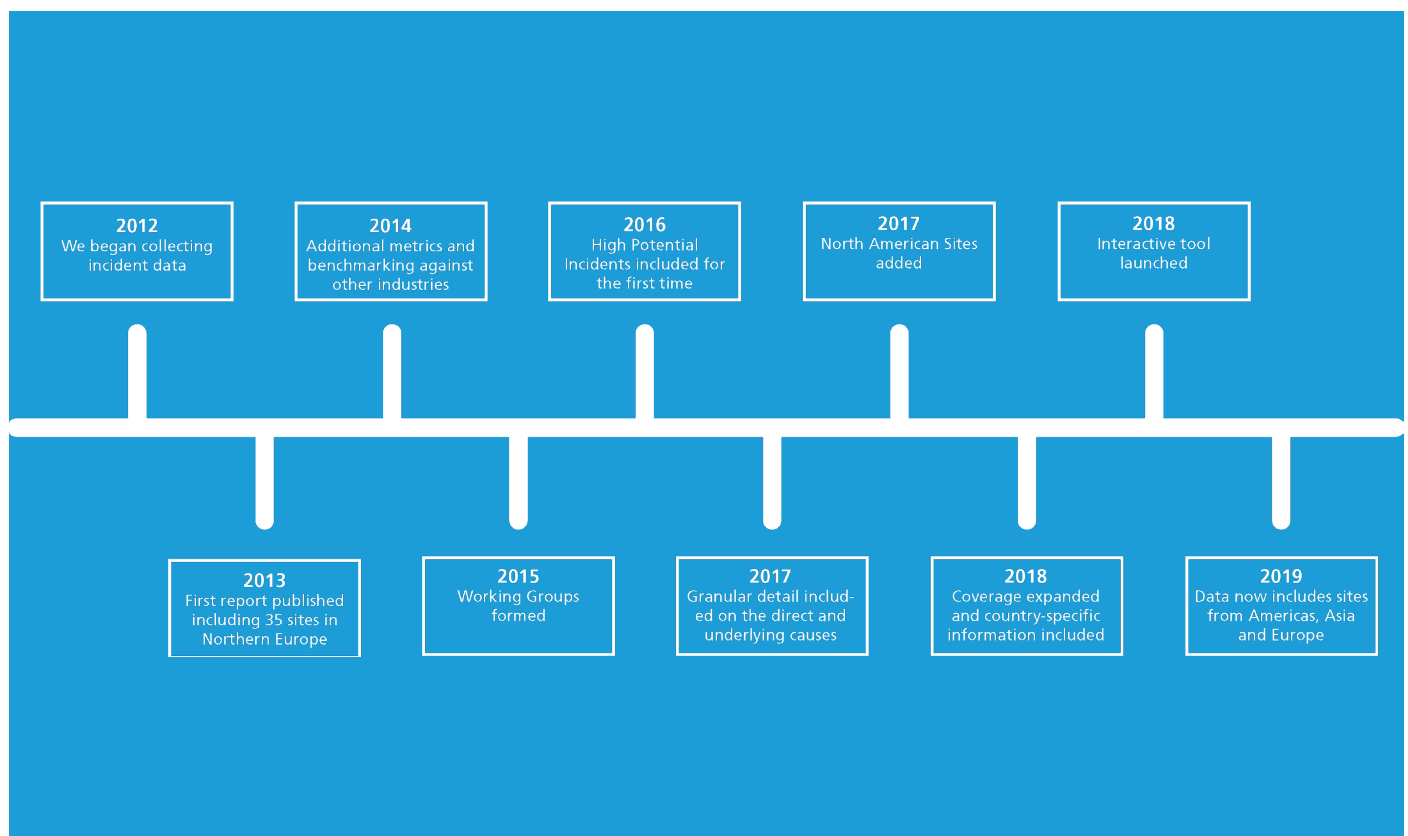 2012
We began collecting
incident data
2014
Additional metrics and
benchmarking against
other industries
2016
High Potential
Incidents included for
the first time
2017
North American Sites
added
2018
Interactive tool
launched
2013
First report published
including 35 sites in
Northern Europe
2015
Working Groups
formed
2017
Granular detail includ-
ed on the direct and
underlying causes
2018
Coverage expanded
and country-specific
information included
2019
Data now includes sites
from Americas, Asia
and Europe